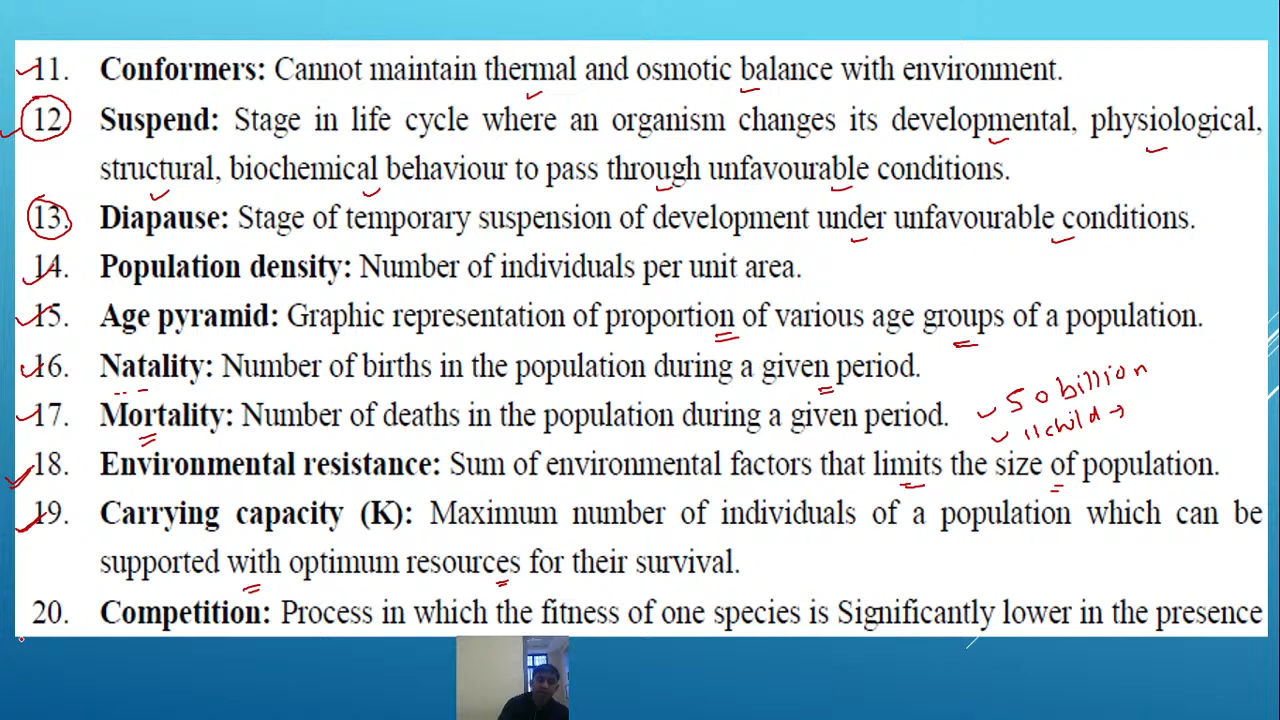 11. Conformers: Cannot maintain thermal and osmotic balance with environment.
12 Suspend: Stage in life cycle where an organism changes its developmental, physiological,
structural, biochemical behaviour to pass through unfavourable conditions.
13. Diapause: Stage of temporary suspension of development under unfavourable conditions.
14. Population density: Number of individuals per unit area.
15. Age pyramid: Graphic representation of proportion of various age groups of a population.
16. Natality: Number of births in the population during a given period.
17. Mortality: Number of deaths in the population during a given period.
50 billion
11child →
18. Environmental resistance: Sum of environmental factors that limits the size of population.
19. Carrying capacity (K): Maximum number of individuals of a population which can be
supported with optimum resources for their survival.
20. Competition: Process in which the fitness of one species is Significantly lower in the presence